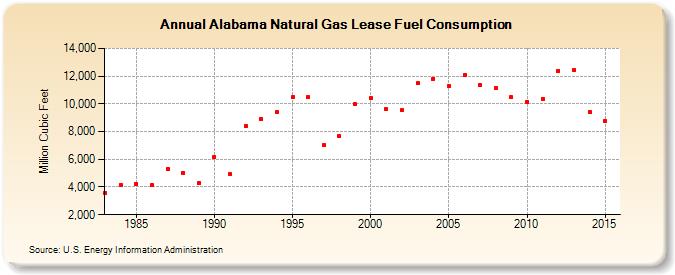 Annual Alabama Natural Gas Lease Fuel Consumption
Million Cubic Feet
14,000
12,000
10,000
8,000
6,000
4,000
2,000
1985 1990 1995 2000 2005 2010 2015
Source: U.S. Energy Information Administration